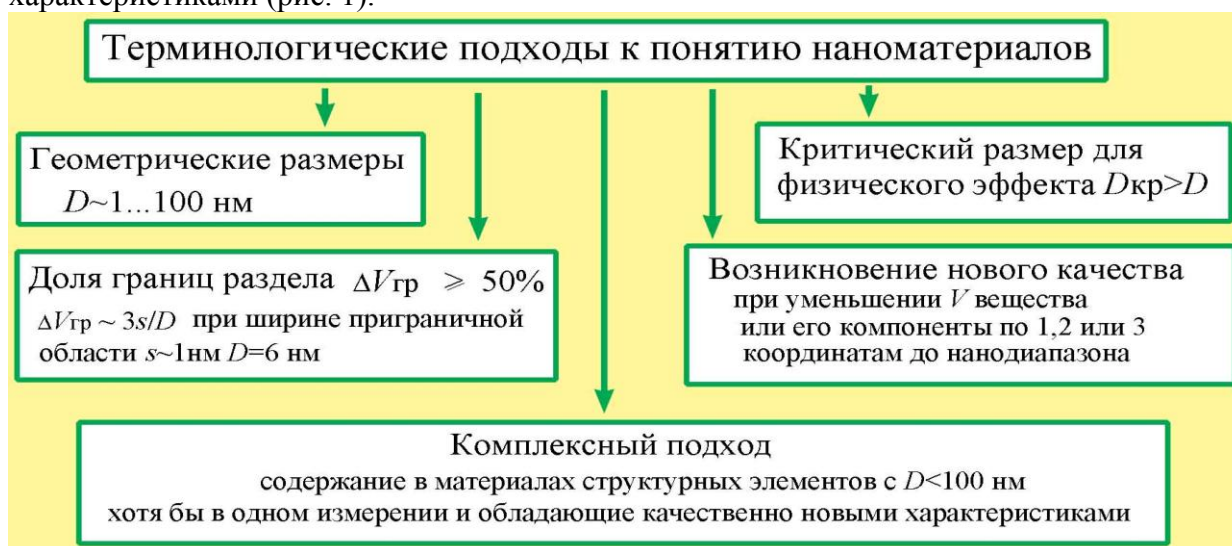 характеристиками (рис. 1).
Терминологические подходы к понятию наноматериалов
Геометрические размеры
D~1...100 нм
Критический размер для
физического эффекта Dкр>D
Доля границ раздела ΔVгр ⩾ 50%
ΔVгр ~ 3s/D при ширине приграничной
области s~1нм D=6 нм
Возникновение нового качества
при уменьшении V вещества
или его компоненты по 1,2 или 3
координатам до нанодиапазона
Комплексный подход
содержание в материалах структурных элементов с D<100 нм
хотя бы в одном измерении и обладающие качественно новыми характеристиками